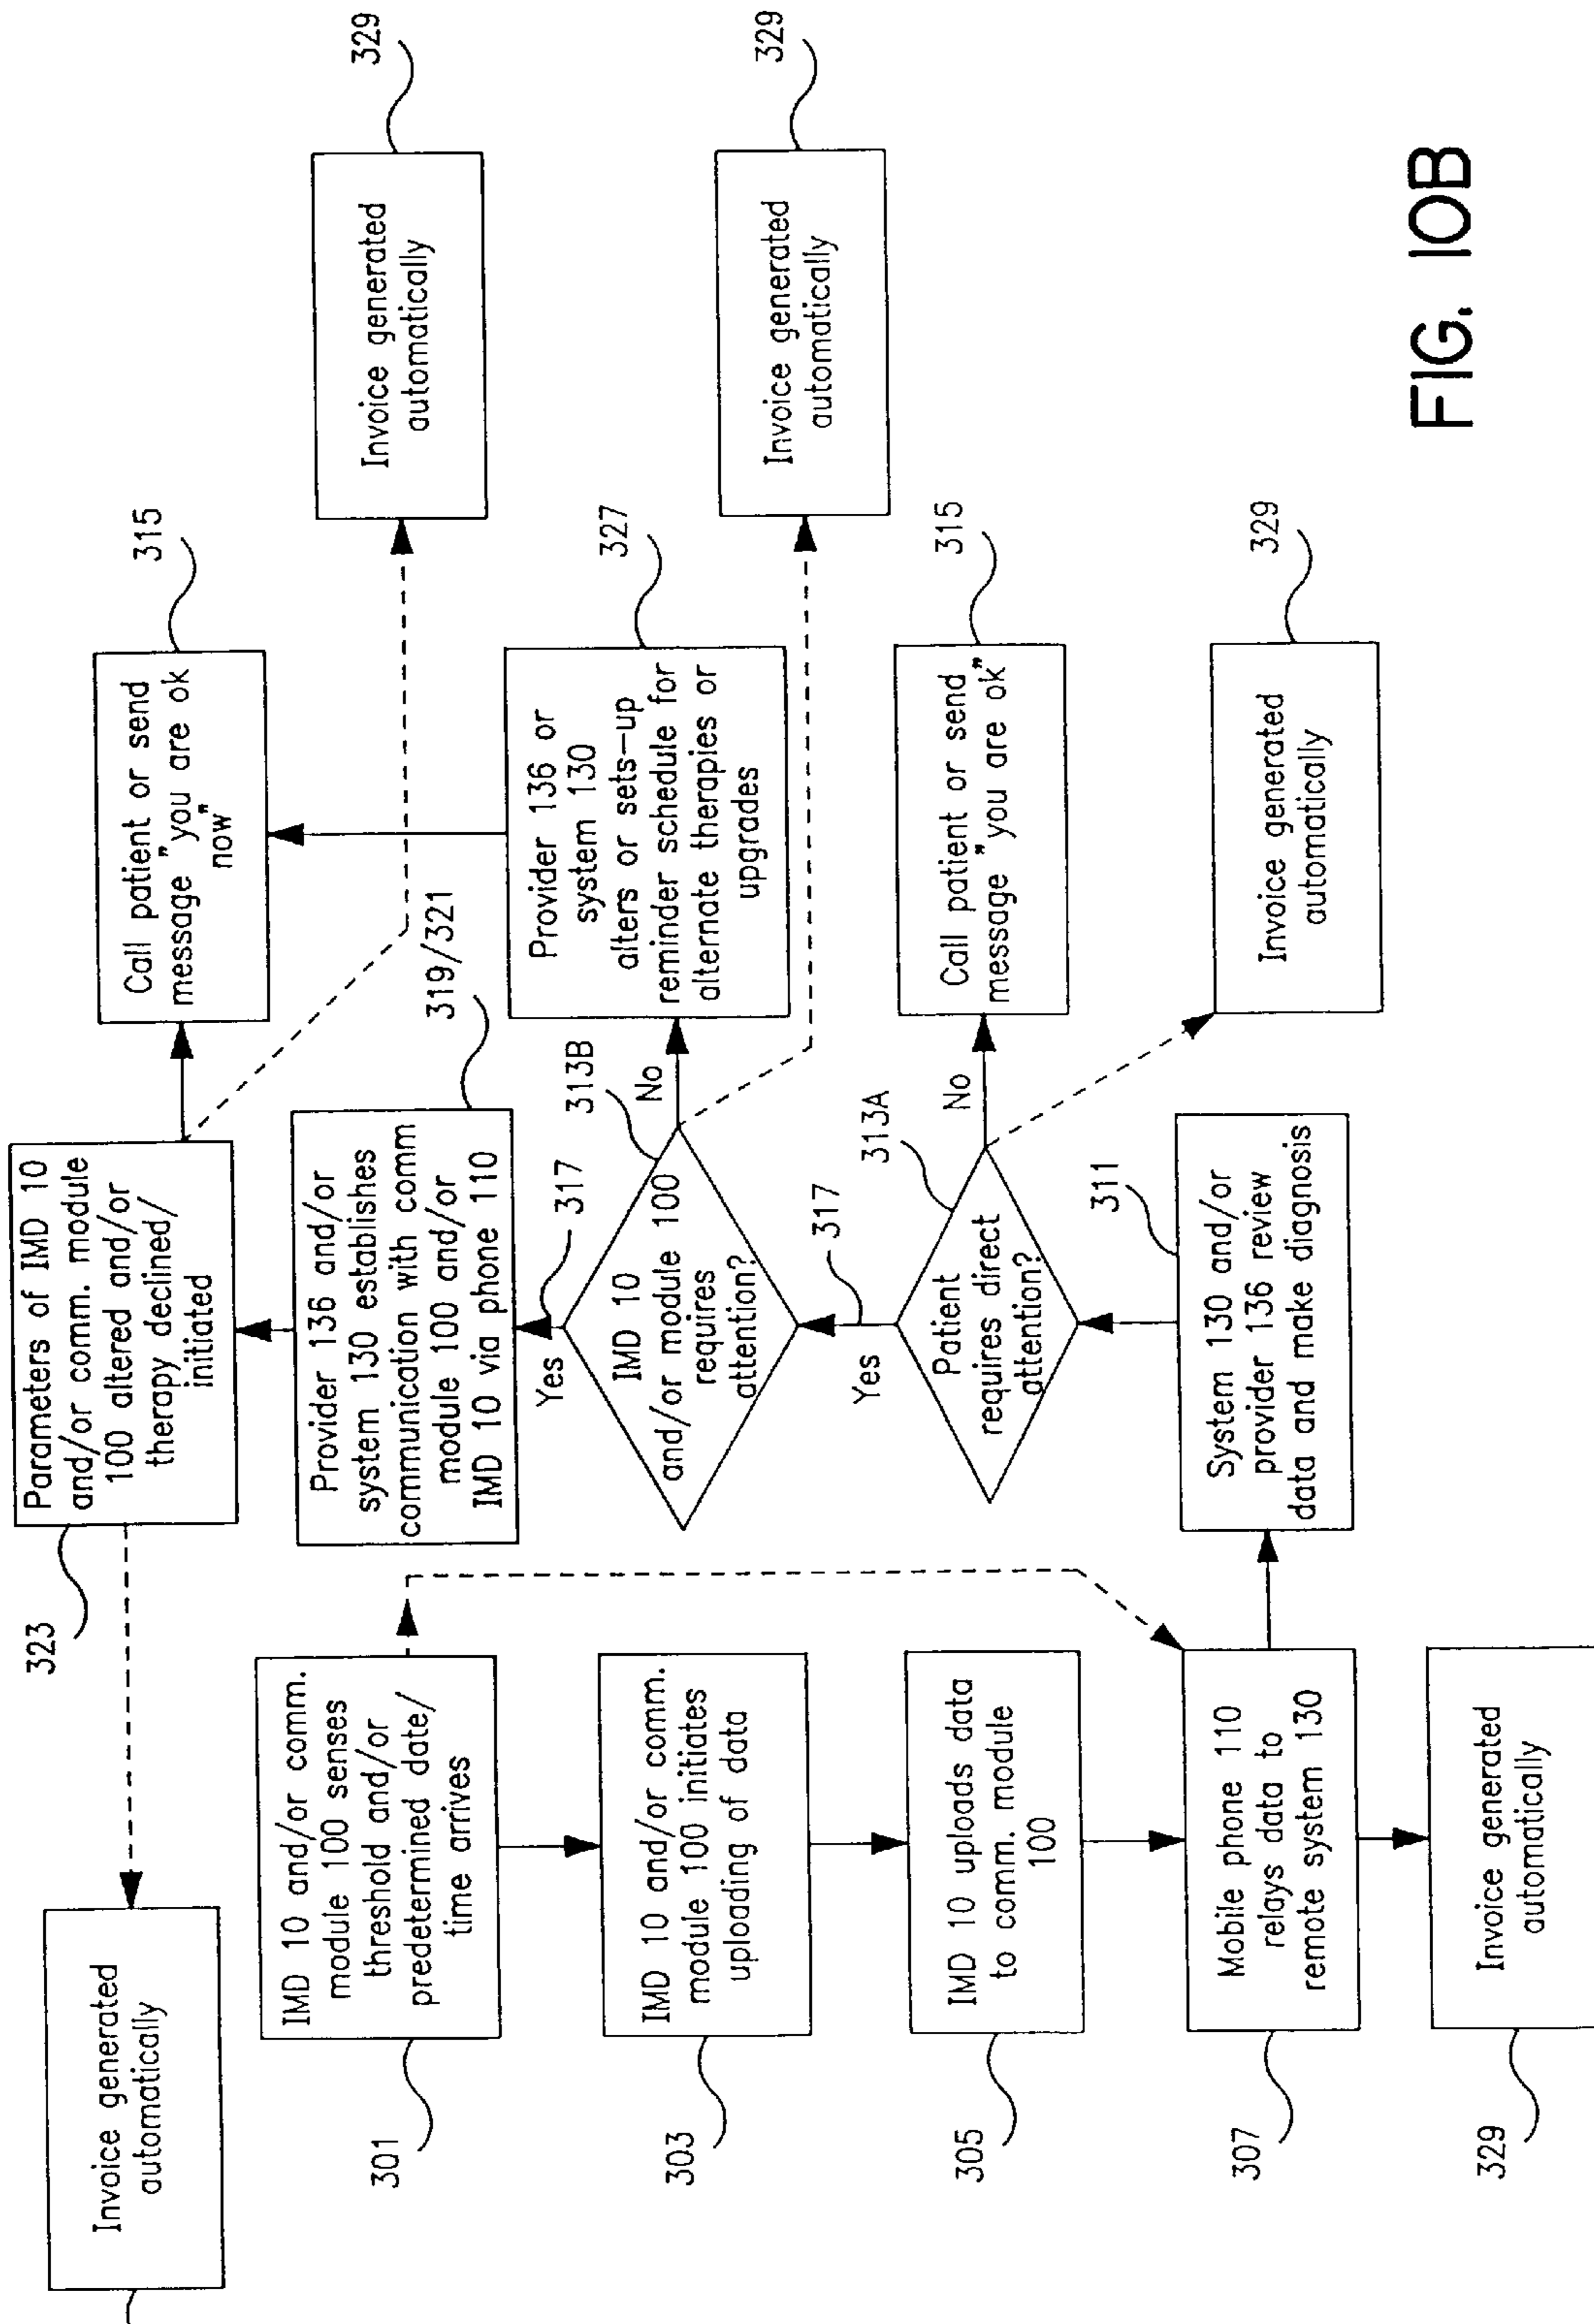 Invoice generated
automatically
323
Parameters of IMD 10
and/or comm. module
100 altered and/or
therapy declined/
initiated
Call patient or send
message "you are ok
now"
315
Invoice generated
automatically
329
301
IMD 10 and/or comm.
module 100 senses
threshold and/or
predetermined date/
time arrives
Provider 136 and/or
system 130 establishes
communication with comm
module 100 and/or
IMD 10 via phone 110
319/321
Yes
317
303
IMD 10 and/or comm.
module 100 initiates
uploading of data
IMD 10
and/or module 100
requires
attention?
313B
No
Provider 136 or
system 130
alters or sets-up
reminder schedule for
alternate therapies or
upgrades
327
Invoice generated
automatically
329
Yes
317
305
IMD 10 uploads data
to comm. module
100
Patient
requires direct
attention?
313A
No
Call patient or send
message "you are ok"
315
307
Mobile phone 110
relays data to
remote system 130
System 130 and/or
provider 136 review
data and make diagnosis
311
Invoice generated
automatically
329
329
Invoice generated
automatically
FIG. 10B